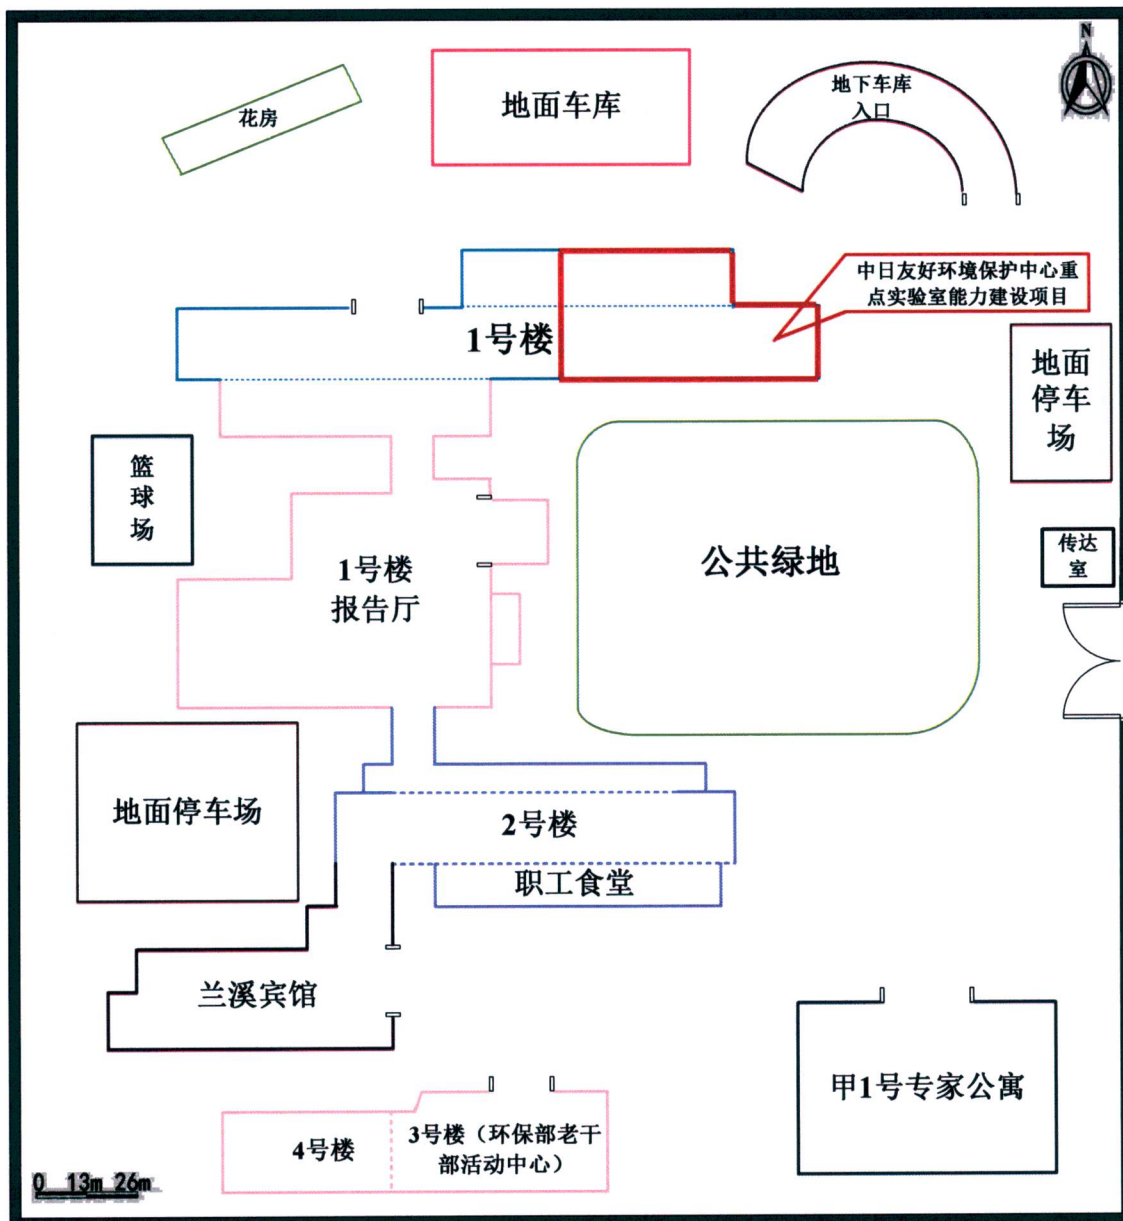 N
花房
地面车库
地下车库
入口
中日友好环境保护中心重
点实验室能力建设项目
1号楼
地面
停车
场
篮
球
场
1号楼
报告厅
公共绿地
传达
室
地面停车场
2号楼
职工食堂
兰溪宾馆
甲1号专家公寓
4号楼
3号楼（环保部老干
部活动中心）
0 13m 26m